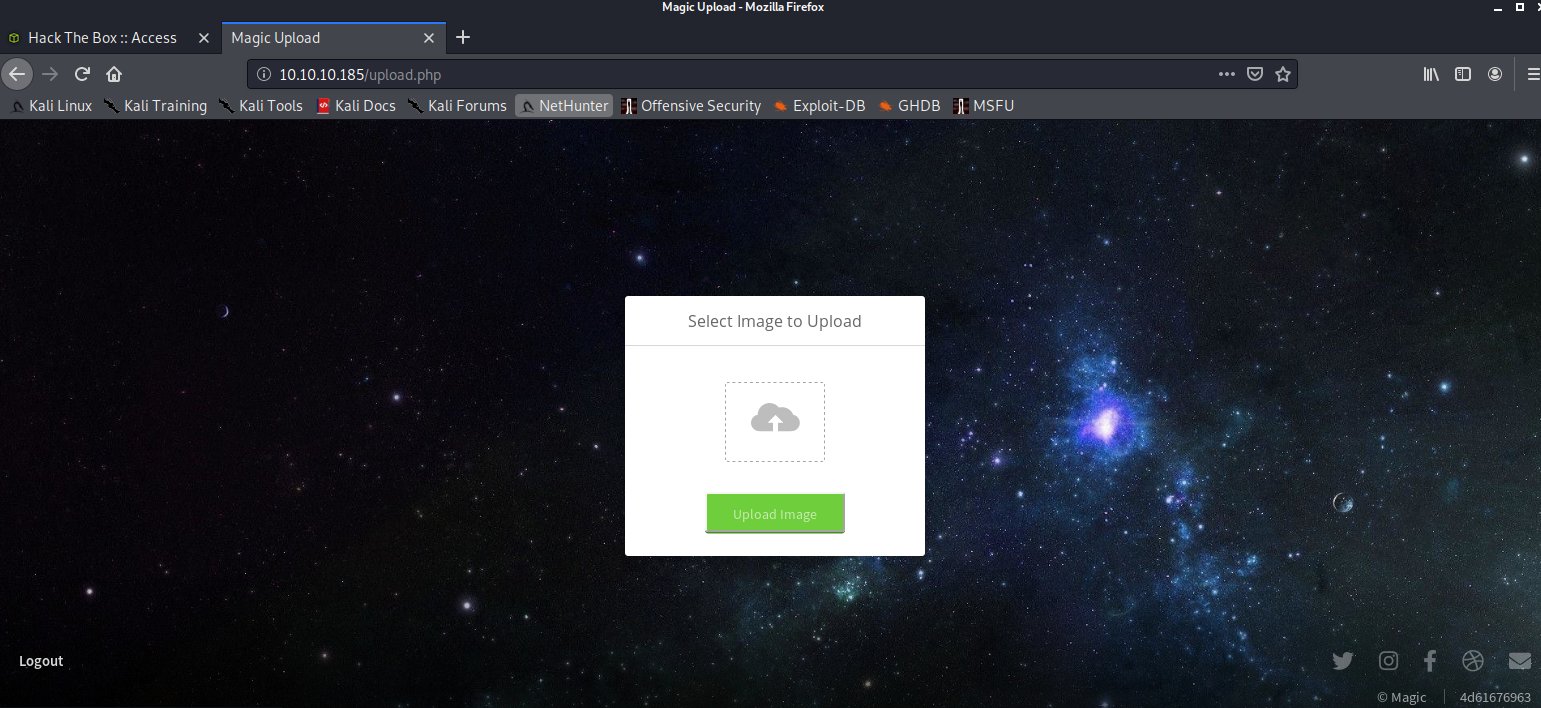 Magic Upload - Mozilla Firefox
Hack The Box :: Access
Magic Upload
10.10.10.185/upload.php
Kali Linux Kali Training Kali Tools Kali Docs Kali Forums NetHunter Offensive Security Exploit-DB GHDB MSFU
Select Image to Upload
Upload Image
Logout
© Magic 4d61676963